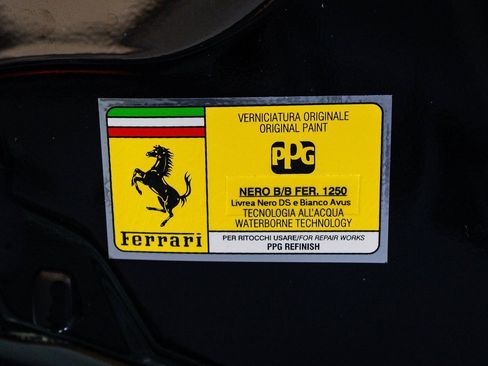 Ferrari
VERNICIATURA ORIGINALE
ORIGINAL PAINT
PPG
NERO B/B FER. 1250
Livrea Nero DS e Bianco Avus
TECNOLOGIA ALL'ACQUA
WATERBORNE TECHNOLOGY
PER RITOCCHI USARE/FOR REPAIR WORKS
PPG REFINISH